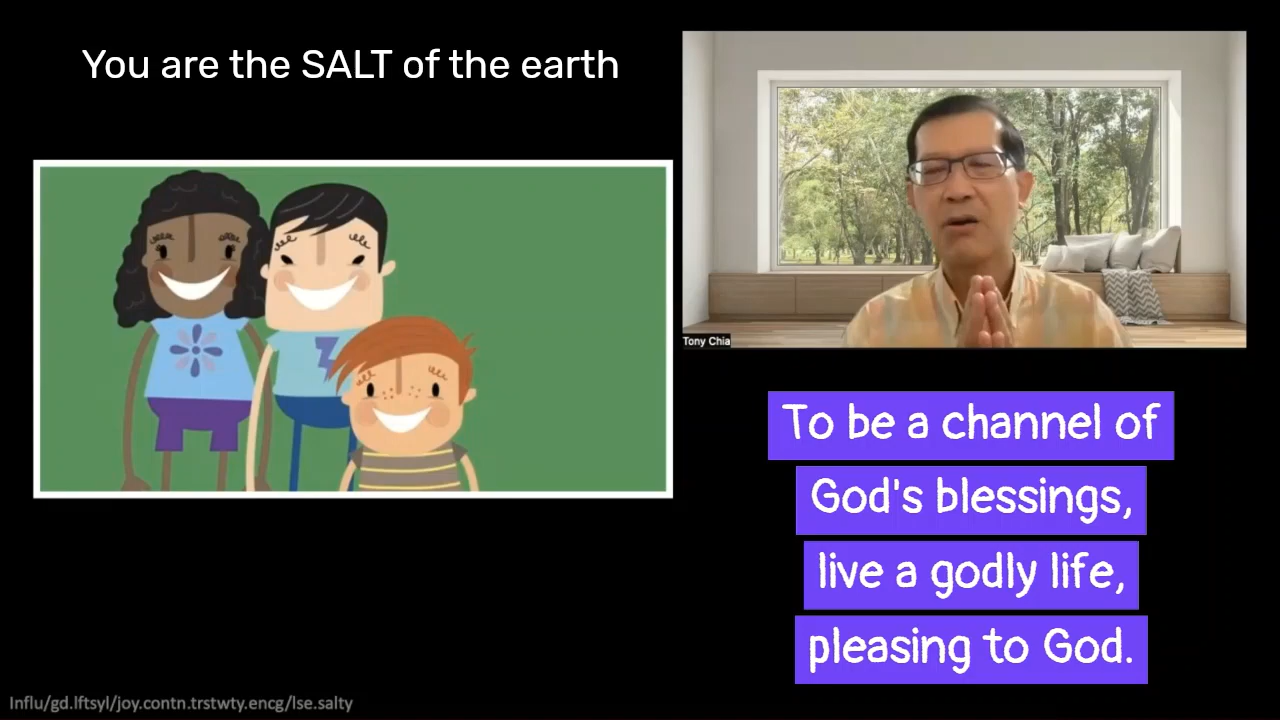 You are the SALT of the earth
Z
Tony Chia
To be a channel of
God's blessings,
live a godly life,
pleasing to God.
Influ/gd.lftsyl/joy.contn.trstwty.encg/lse.salty